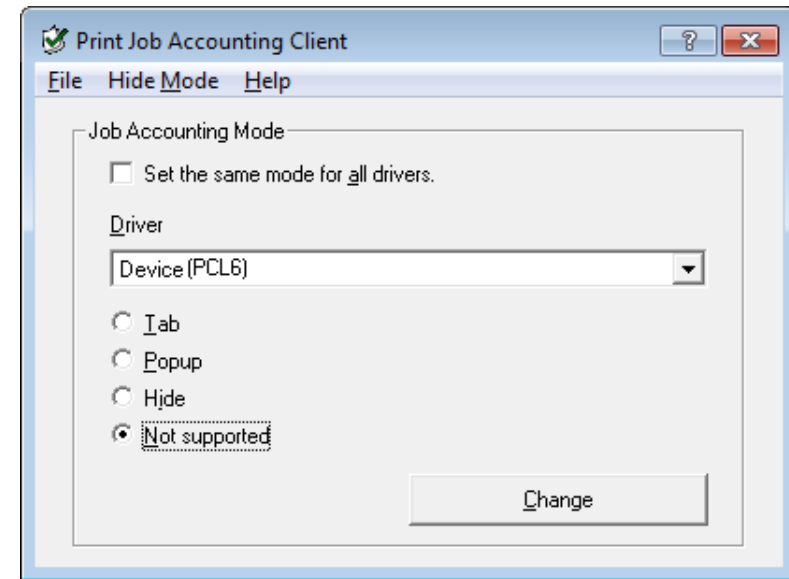 Print Job Accounting Client
?
File Hide Mode Help
Job Accounting Mode
Set the same mode for all drivers.
Driver
Device(PCL6)
Tab
Popup
Hide
Not supported
Change